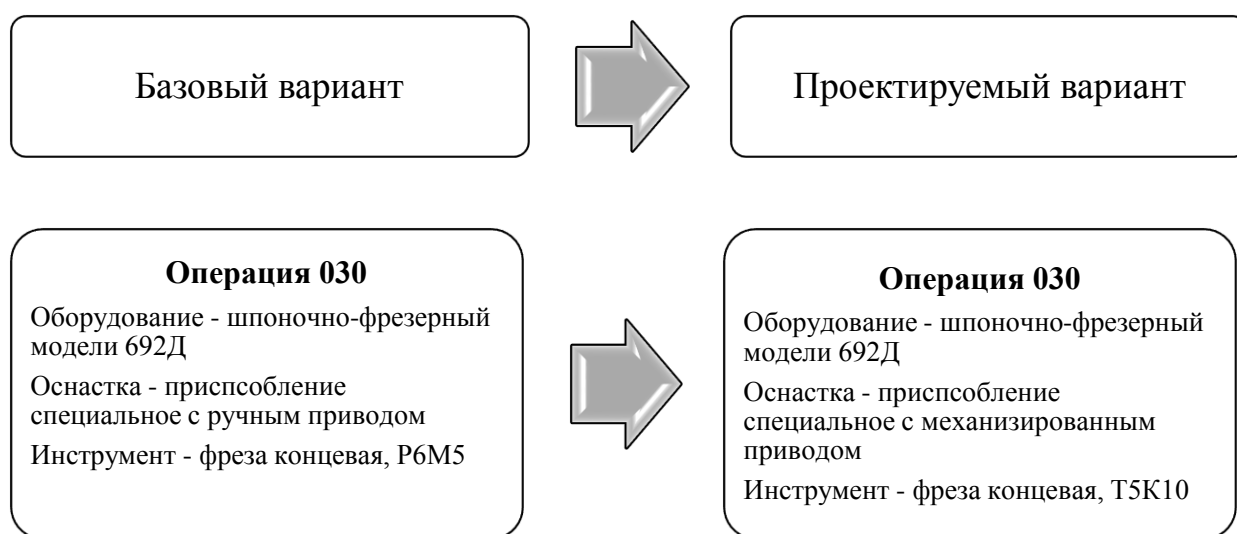 Базовый вариант
Проектируемый вариант
Операция 030
Оборудование - шпоночно-фрезерный
модели 692Д
Оснастка - приспсобление
специальное с ручным приводом
Инструмент - фреза концевая, Р6М5
Операция 030
Оборудование - шпоночно-фрезерный
модели 692Д
Оснастка - приспсобление
специальное с механизированным
приводом
Инструмент - фреза концевая, Т5К10